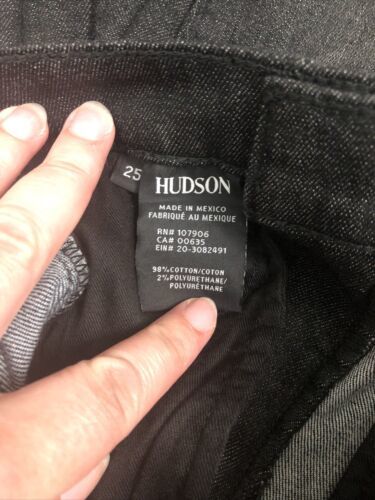 25
HUDSON
MADE IN MEXICO
FABRIQUÉ AU MEXIQUE
RN# 107906
CA# 00635
EIN# 20-3082491
98% COTTON/COTON
2% POLYURETHANE/
POLYURÉTHANE